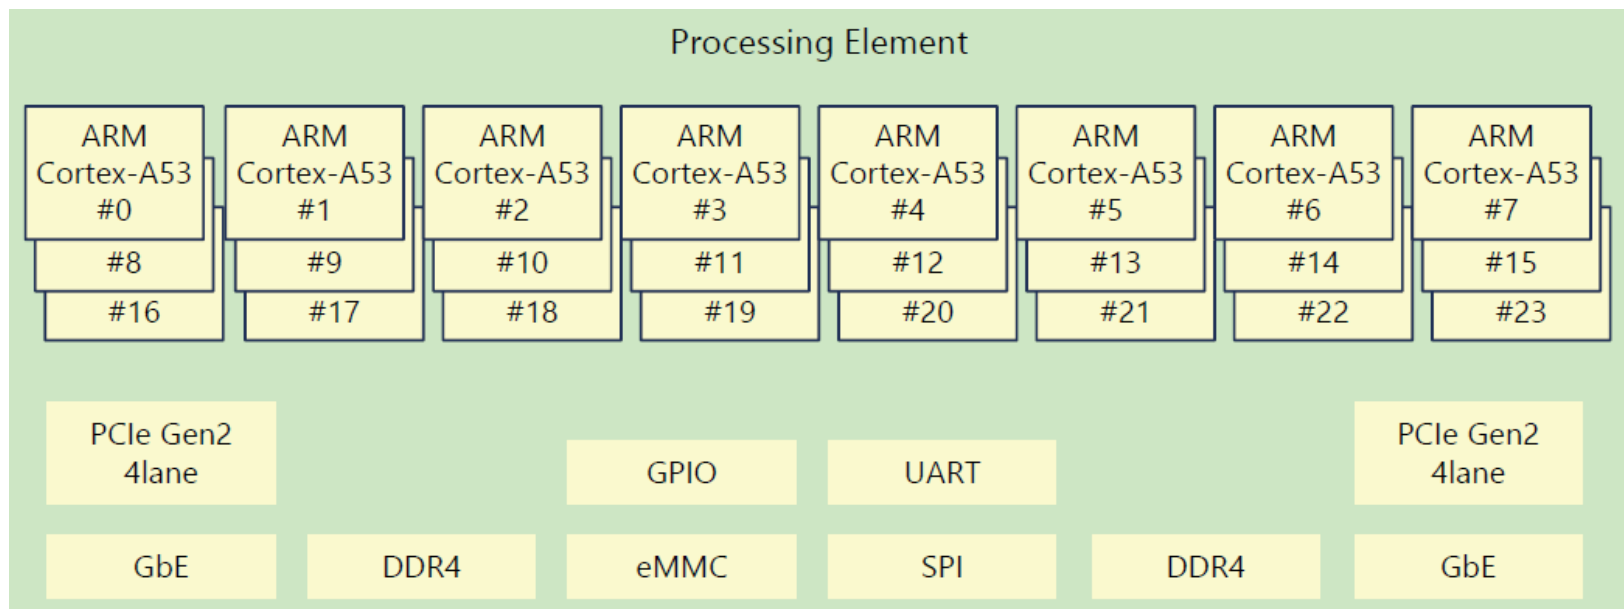 Processing Element
ARM
Cortex-A53
#0
#8
#16
ARM
Cortex-A53
#1
#9
#17
ARM
Cortex-A53
#2
#10
#18
ARM
Cortex-A53
#3
#11
#19
ARM
Cortex-A53
#4
#12
#20
ARM
Cortex-A53
#5
#13
#21
ARM
Cortex-A53
#6
#14
#22
ARM
Cortex-A53
#7
#15
#23
PCIe Gen2
4lane
GPIO
UART
PCIe Gen2
4lane
GbE
DDR4
eMMC
SPI
DDR4
GbE